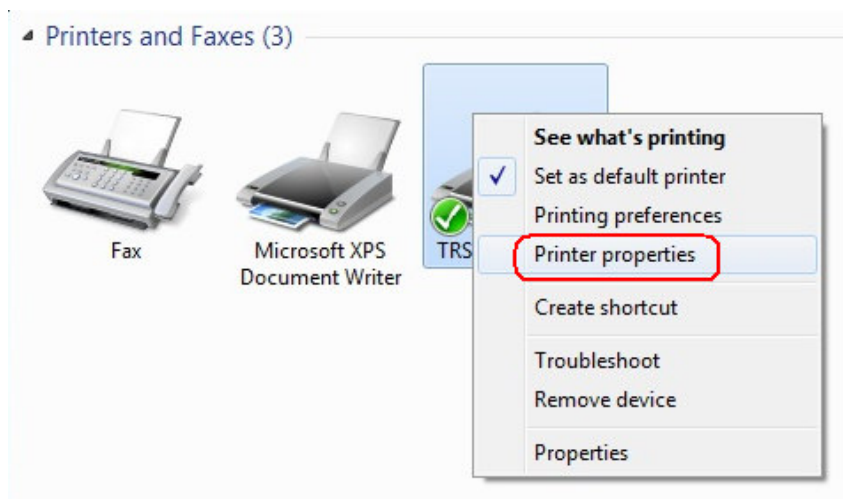 Printers and Faxes (3)
Fax
Microsoft XPS
Document Writer
TRS
See what's printing
Set as default printer
Printing preferences
Printer properties
Create shortcut
Troubleshoot
Remove device
Properties